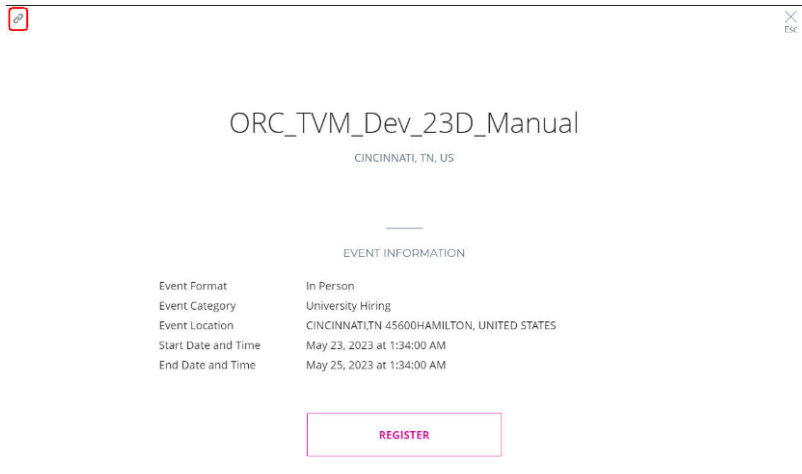 Esc
ORC_TVM_Dev_23D_Manual
CINCINNATI, TN, US
EVENT INFORMATION
Event Format In Person
Event Category University Hiring
Event Location CINCINNATI,TN 45600HAMILTON, UNITED STATES
Start Date and Time May 23, 2023 at 1:34:00 AM
End Date and Time May 25, 2023 at 1:34:00 AM
REGISTER